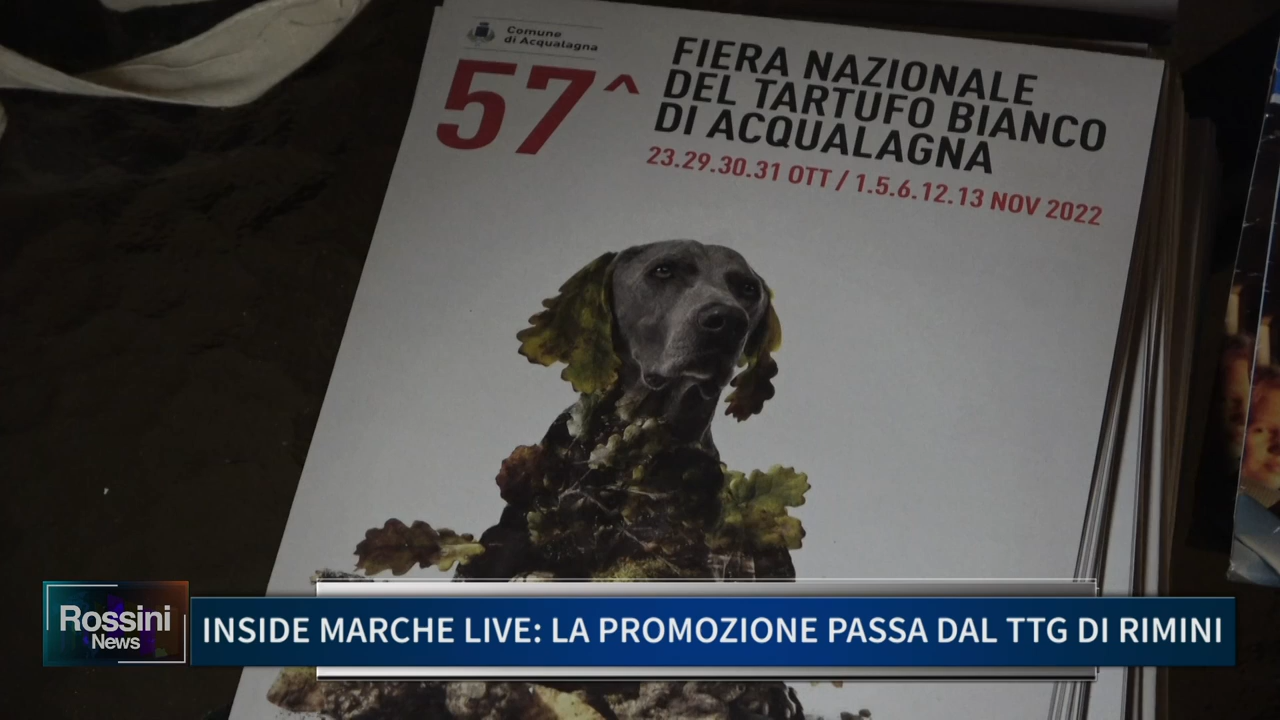 Comune
di Acqualagna
57^
FIERA NAZIONALE
DEL TARTUFO BIANCO
DI ACQUALAGNA
23.29.30.31 OTT / 1.5.6.12.13 NOV 2022
Rossini
News
INSIDE MARCHE LIVE: LA PROMOZIONE PASSA DAL TTG DI RIMINI